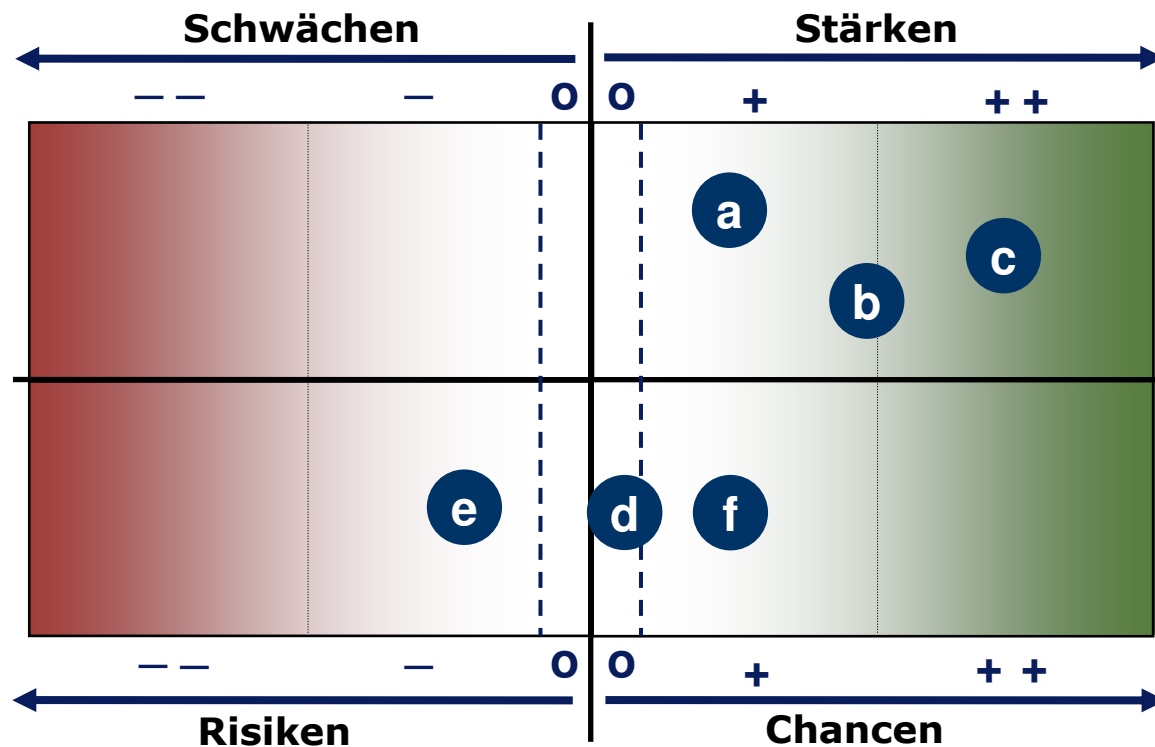 Schwächen Stärken
– – – o o + + +
a
c
b
e d f
– – – o o + + +
Risiken Chancen